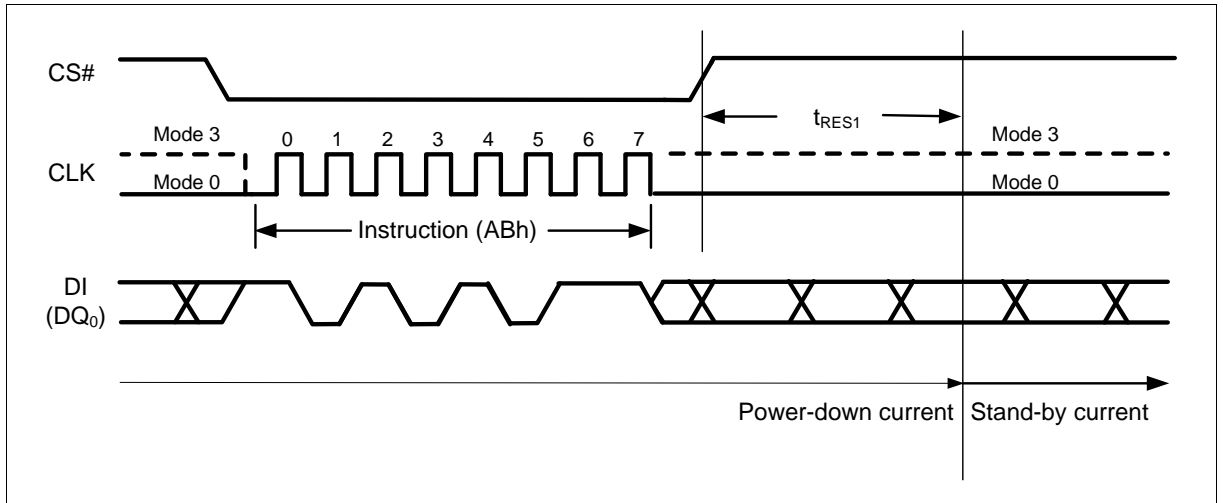 CS#
t_RES1
Mode 3
0 1 2 3 4 5 6 7
Mode 3
CLK
Mode 0
Mode 0
Instruction (ABh)
DI
(DQ₀)
Power-down current
Stand-by current